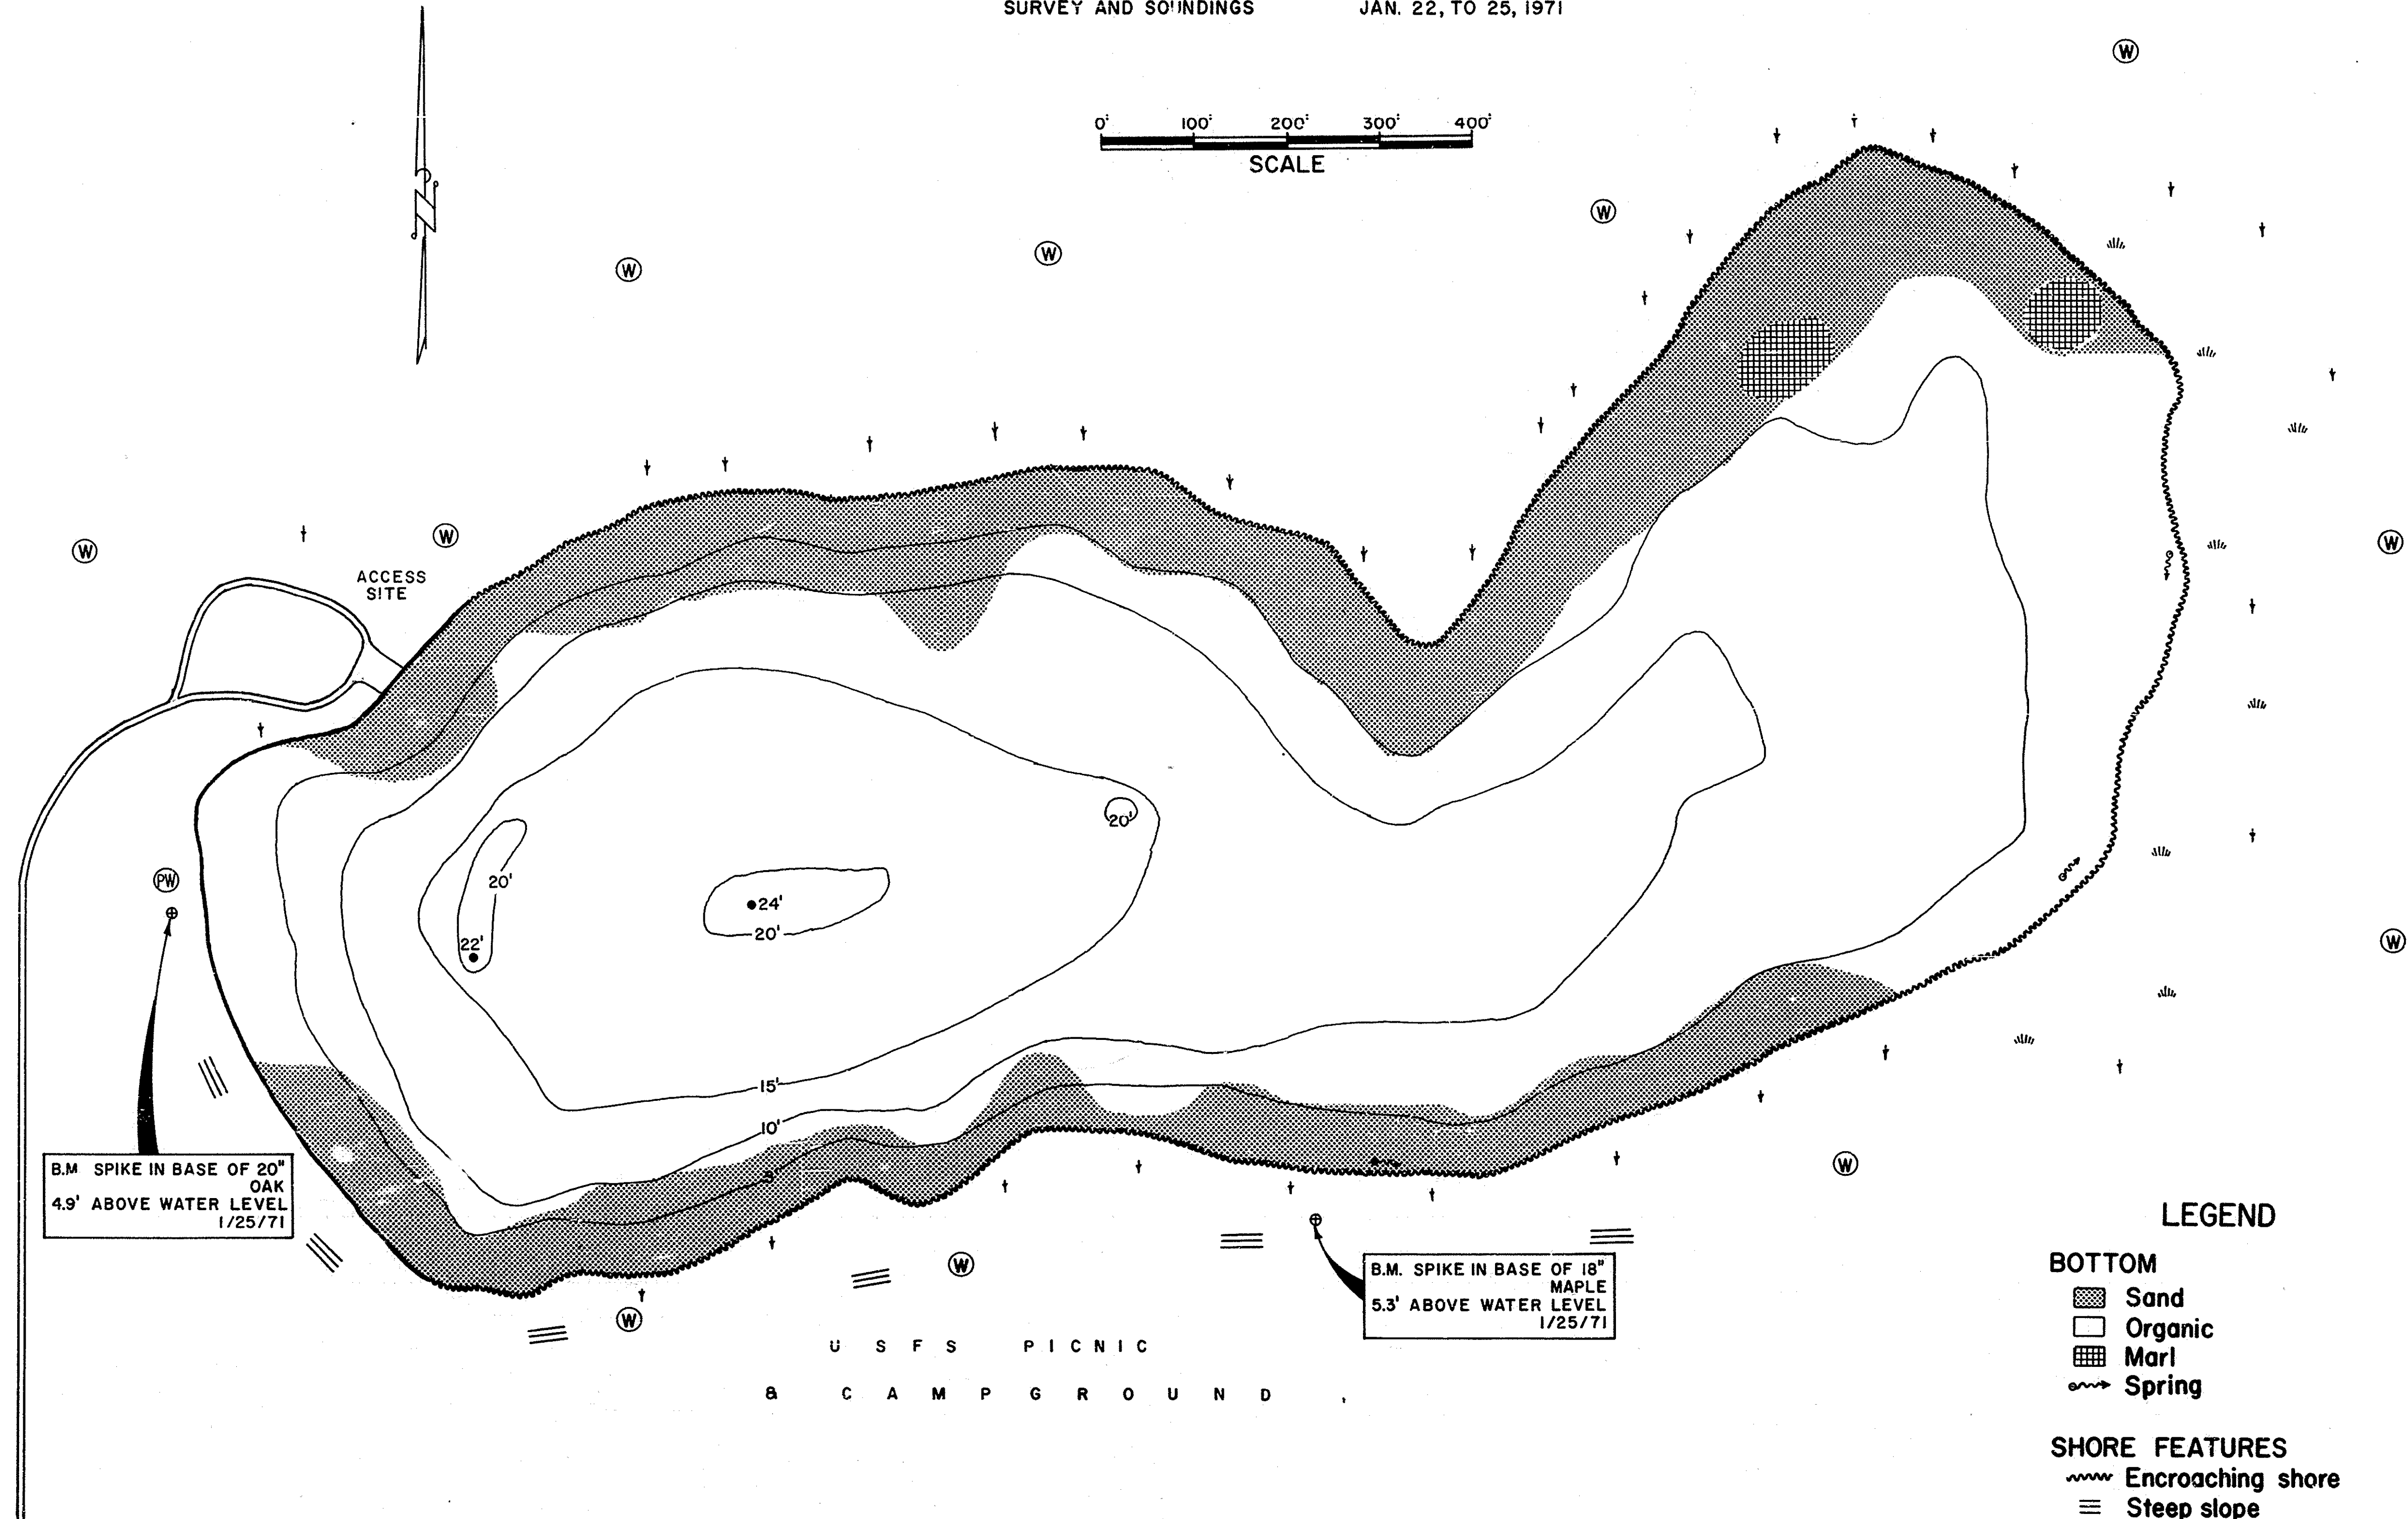 SURVEY AND SOUNDINGS JAN. 22, TO 25, 1971
W
0' 100' 200' 300' 400'
SCALE
N
W
W
W
W
W
W
ACCESS
SITE
20'
20'
24'
20'
22'
PW
W
15'
10'
5'
B.M SPIKE IN BASE OF 20"
OAK
4.9' ABOVE WATER LEVEL
1/25/71
W
W
W
B.M. SPIKE IN BASE OF 18"
MAPLE
5.3' ABOVE WATER LEVEL
1/25/71
USFS PICNIC
& CAMPGROUND
LEGEND
BOTTOM
Sand
Organic
Marl
Spring
SHORE FEATURES
Encroaching shore
Steep slope